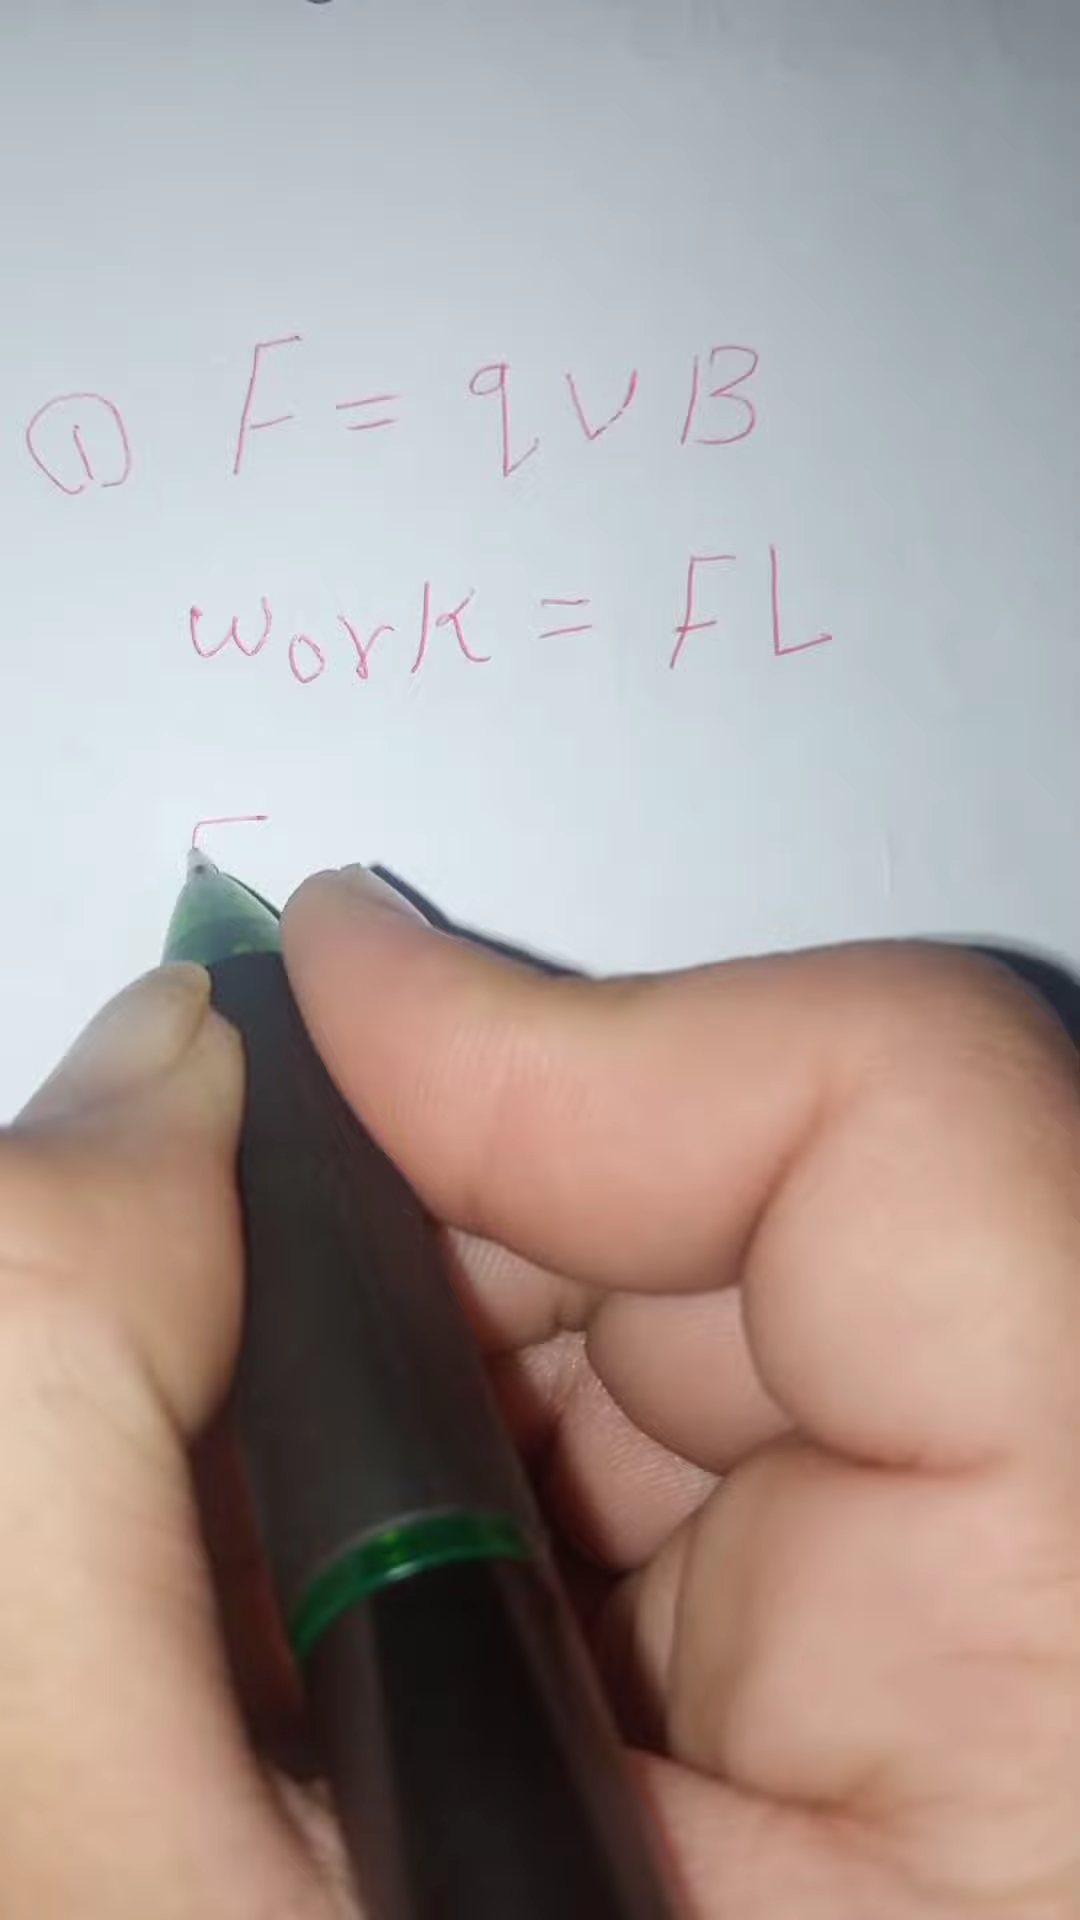 ① F = qvB
work = FL